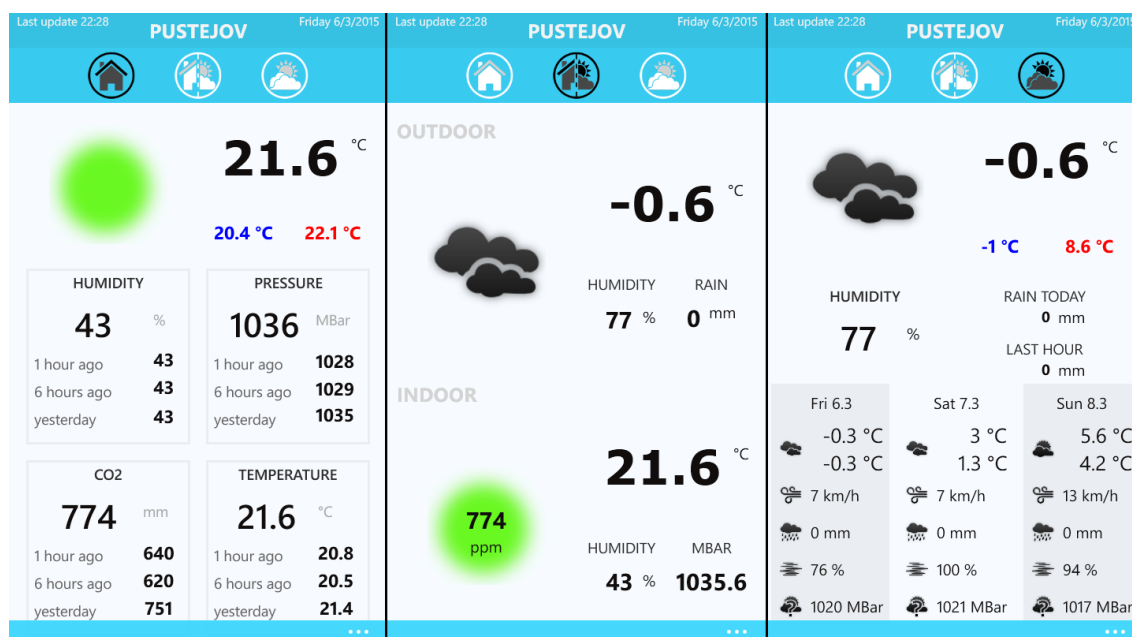 Last update 22:28 Friday 6/3/2015
PUSTEJOV
21.6 °C
20.4 °C 22.1 °C
HUMIDITY
43 %
1 hour ago 43
6 hours ago 43
yesterday 43
PRESSURE
1036 MBar
1 hour ago 1028
6 hours ago 1029
yesterday 1035
CO2
774 mm
1 hour ago 640
6 hours ago 620
yesterday 751
TEMPERATURE
21.6 °C
1 hour ago 20.8
6 hours ago 20.5
yesterday 21.4
...
Last update 22:28 Friday 6/3/2015
PUSTEJOV
OUTDOOR
-0.6 °C
HUMIDITY RAIN
77 % 0 mm
INDOOR
21.6 °C
774
ppm
HUMIDITY MBAR
43 % 1035.6
...
Last update 22:28 Friday 6/3/2015
PUSTEJOV
-0.6 °C
-1 °C 8.6 °C
HUMIDITY
77 %
RAIN TODAY
0 mm
LAST HOUR
0 mm
Fri 6.3 Sat 7.3 Sun 8.3
-0.3 °C 3 °C 5.6 °C
-0.3 °C 1.3 °C 4.2 °C
7 km/h 7 km/h 13 km/h
0 mm 0 mm 0 mm
76 % 100 % 94 %
1020 MBar 1021 MBar 1017 MBar
...